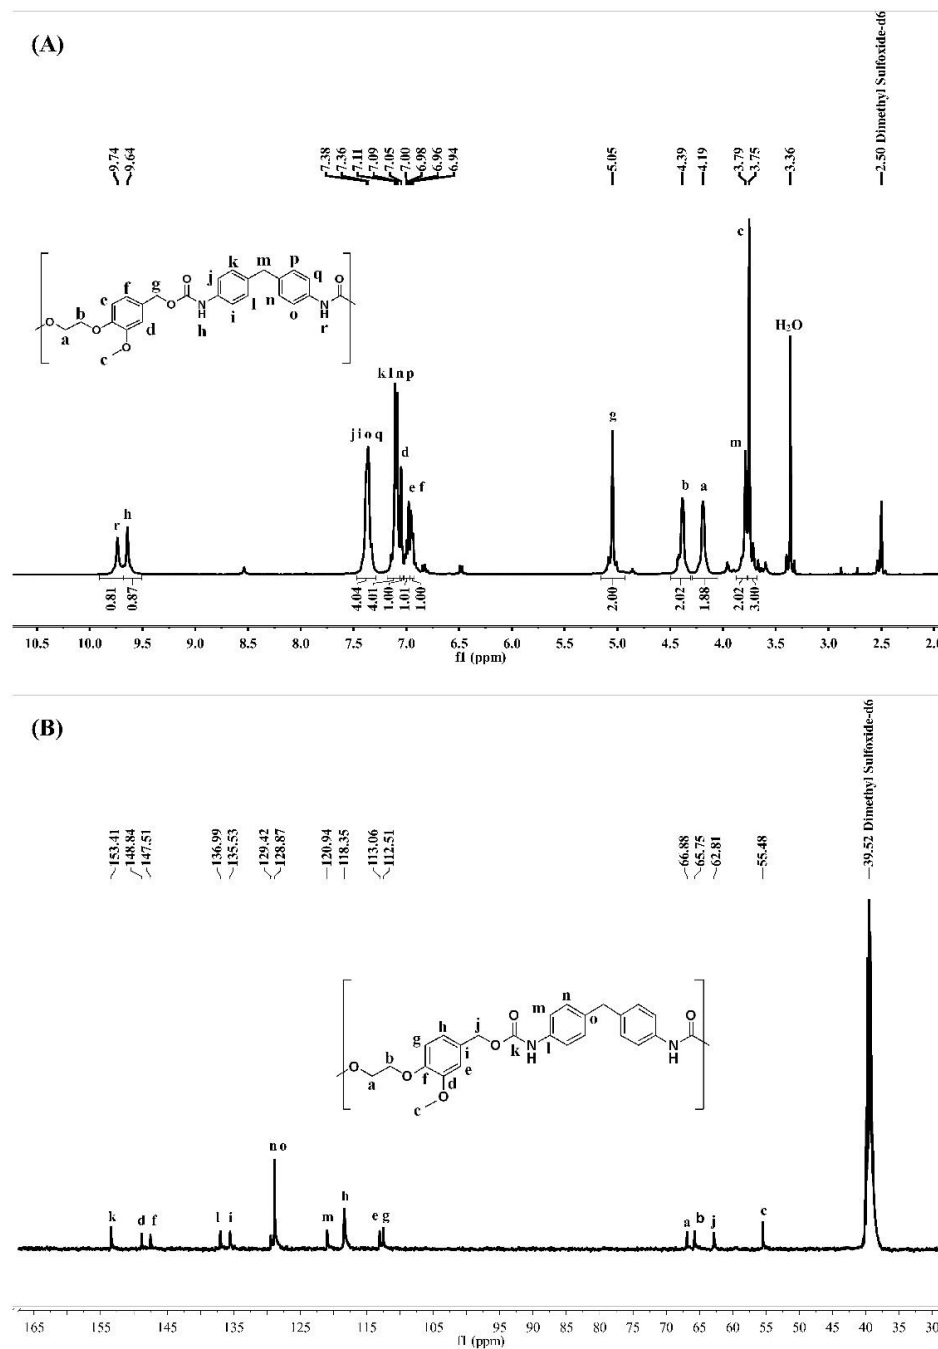 (A)
9.74
9.64
7.38
7.36
7.11
7.09
7.05
7.00
6.98
6.96
6.94
5.05
4.39
4.19
3.79
3.75
3.36
2.50 Dimethyl Sulfoxide-d6
a
b
c
d
e
f
g
O
O
O
O
O
N
H
h
i
j
k
l
m
n
o
p
q
N
H
r
O
r
h
j i o q
k l n p
d
e f
g
b
a
m
c
H₂O
0.81
0.87
4.04
4.01
1.00
1.01
1.00
2.00
2.02
1.88
2.02
3.00
10.5 10.0 9.5 9.0 8.5 8.0 7.5 7.0 6.5 6.0 5.5 5.0 4.5 4.0 3.5 3.0 2.5 2.0
f1 (ppm)
(B)
153.41
148.84
147.51
136.99
135.53
129.42
128.87
120.94
118.35
113.06
112.51
66.88
65.75
62.81
55.48
39.52 Dimethyl Sulfoxide-d6
O
a
b
O
c
O
d
e
f
g
h
i
j
O
O
k
N
H
l
m
n
o
N
H
O
k
d f
l i
n o
m
h
e g
a b j
c
165 155 145 135 125 115 105 95 85 80 75 70 65 60 55 50 45 40 35 30
f1 (ppm)